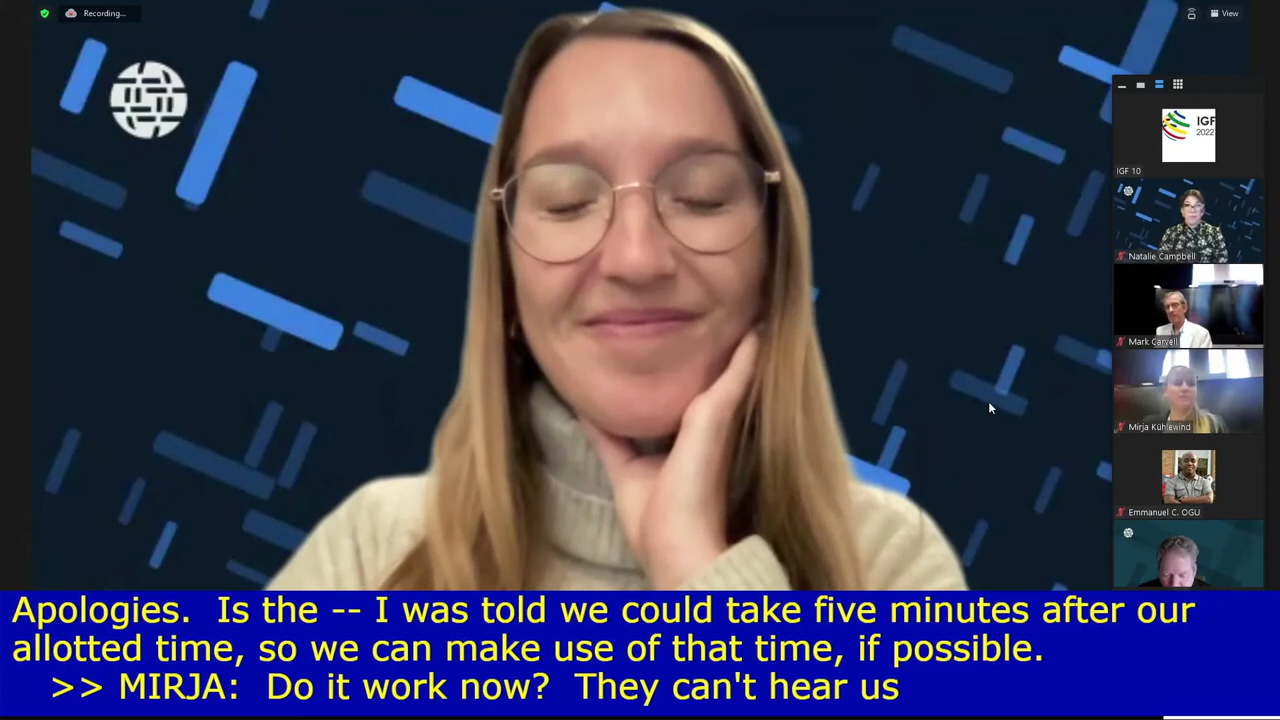 Recording...
View
IGF
2022
IGF 10
Natalie Campbell
Mark Carvell
Mirja Kühlewind
Emmanuel C. OGU
Apologies.  Is the -- I was told we could take five minutes after our
allotted time, so we can make use of that time, if possible.
>> MIRJA:  Do it work now?  They can't hear us